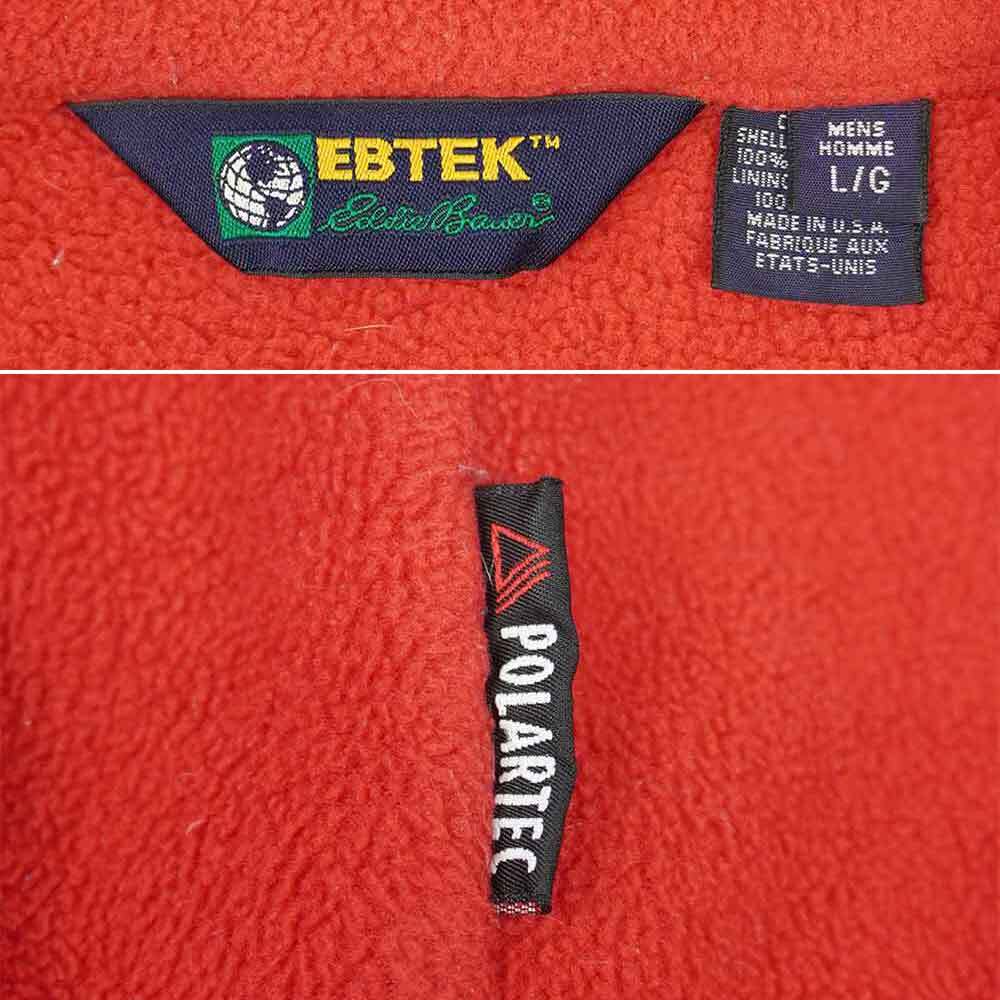 EBTEK™
Eddie Bauer®
SHELL
100%
LINING
100
MADE IN U.S.A.
FABRIQUE AUX
ETATS-UNIS
MENS
HOMME
L/G
POLARTEC